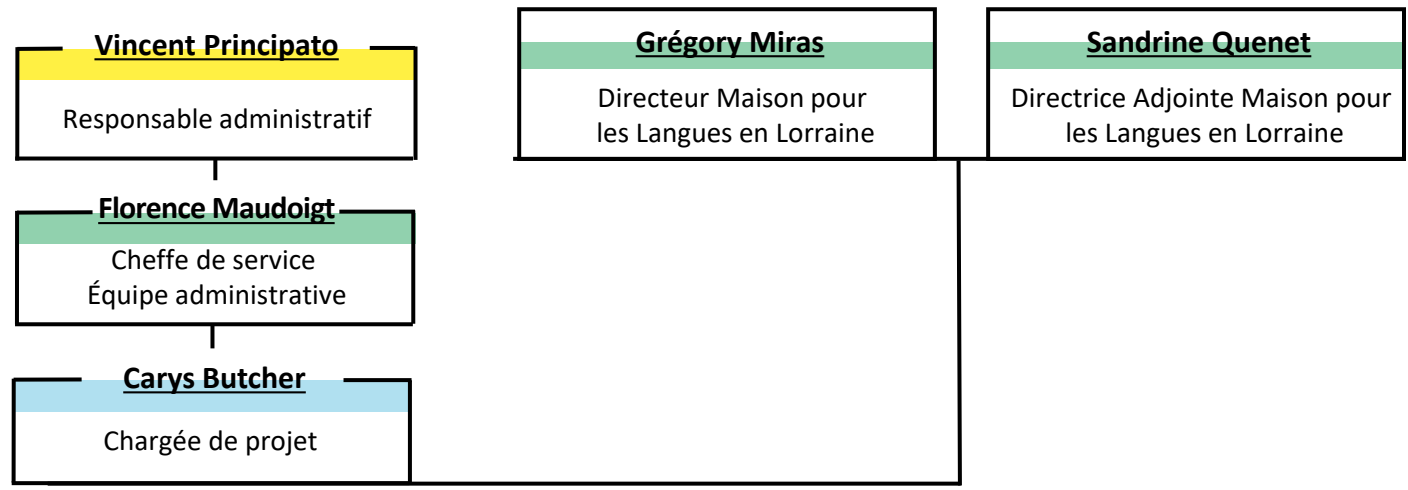 Vincent Principato
Responsable administratif
Florence Maudoigt
Cheffe de service
Équipe administrative
Carys Butcher
Chargée de projet
Grégory Miras
Directeur Maison pour
les Langues en Lorraine
Sandrine Quenet
Directrice Adjointe Maison pour
les Langues en Lorraine